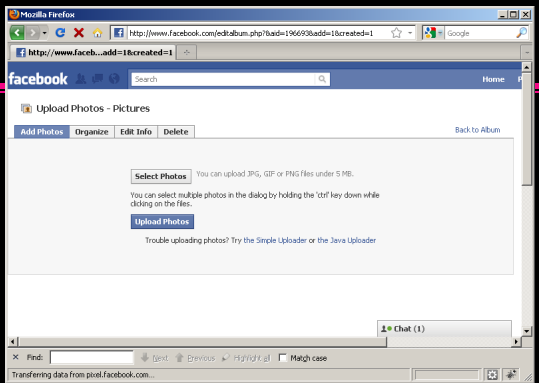 Mozilla Firefox
http://www.facebook.com/editalbum.php?aid=196693&add=1&created=1
Google
http://www.faceb...add=1&created=1
facebook
Search
Home
Upload Photos - Pictures
Add Photos Organize Edit Info Delete
Back to Album
Select Photos You can upload JPG, GIF or PNG files under 5 MB.
You can select multiple photos in the dialog by holding the 'ctrl' key down while
clicking on the files.
Upload Photos
Trouble uploading photos? Try the Simple Uploader or the Java Uploader
Chat (1)
Find: Next Previous Highlight all Match case
Transferring data from pixel.facebook.com...